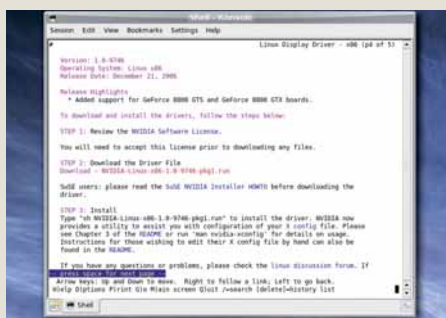 Shell - Konsole
Session Edit View Bookmarks Settings Help
# Linux Display Driver - x86 (p4 of 5)
Version: 1.0-9746
Operating System: Linux x86
Release Date: December 21, 2006
Release Highlights
* Added support for GeForce 8800 GTS and GeForce 8800 GTX boards.
To download and install the drivers, follow the steps below:
STEP 1: Review the NVIDIA Software License.
You will need to accept this license prior to downloading any files.
STEP 2: Download the Driver File
Download - NVIDIA-Linux-x86-1.0-9746-pkg1.run
SuSE users: please read the SuSE NVIDIA Installer HOWTO before downloading the
driver.
STEP 3: Install
Type "sh NVIDIA-Linux-x86-1.0-9746-pkg1.run" to install the driver. NVIDIA now
provides a utility to assist you with configuration of your X config file. Please
see Chapter 3 of the README or run 'man nvidia-xconfig' for details on usage.
Instructions for those wishing to edit their X config file by hand can also be
found in the README.
If you have any questions or problems, please check the linux discussion forum. If
-- press space for next page --
Arrow keys: Up and Down to move. Right to follow a link; Left to go back.
H)elp O)ptions P)rint G)o M)ain screen Q)uit /=search [delete]=history list
Shell